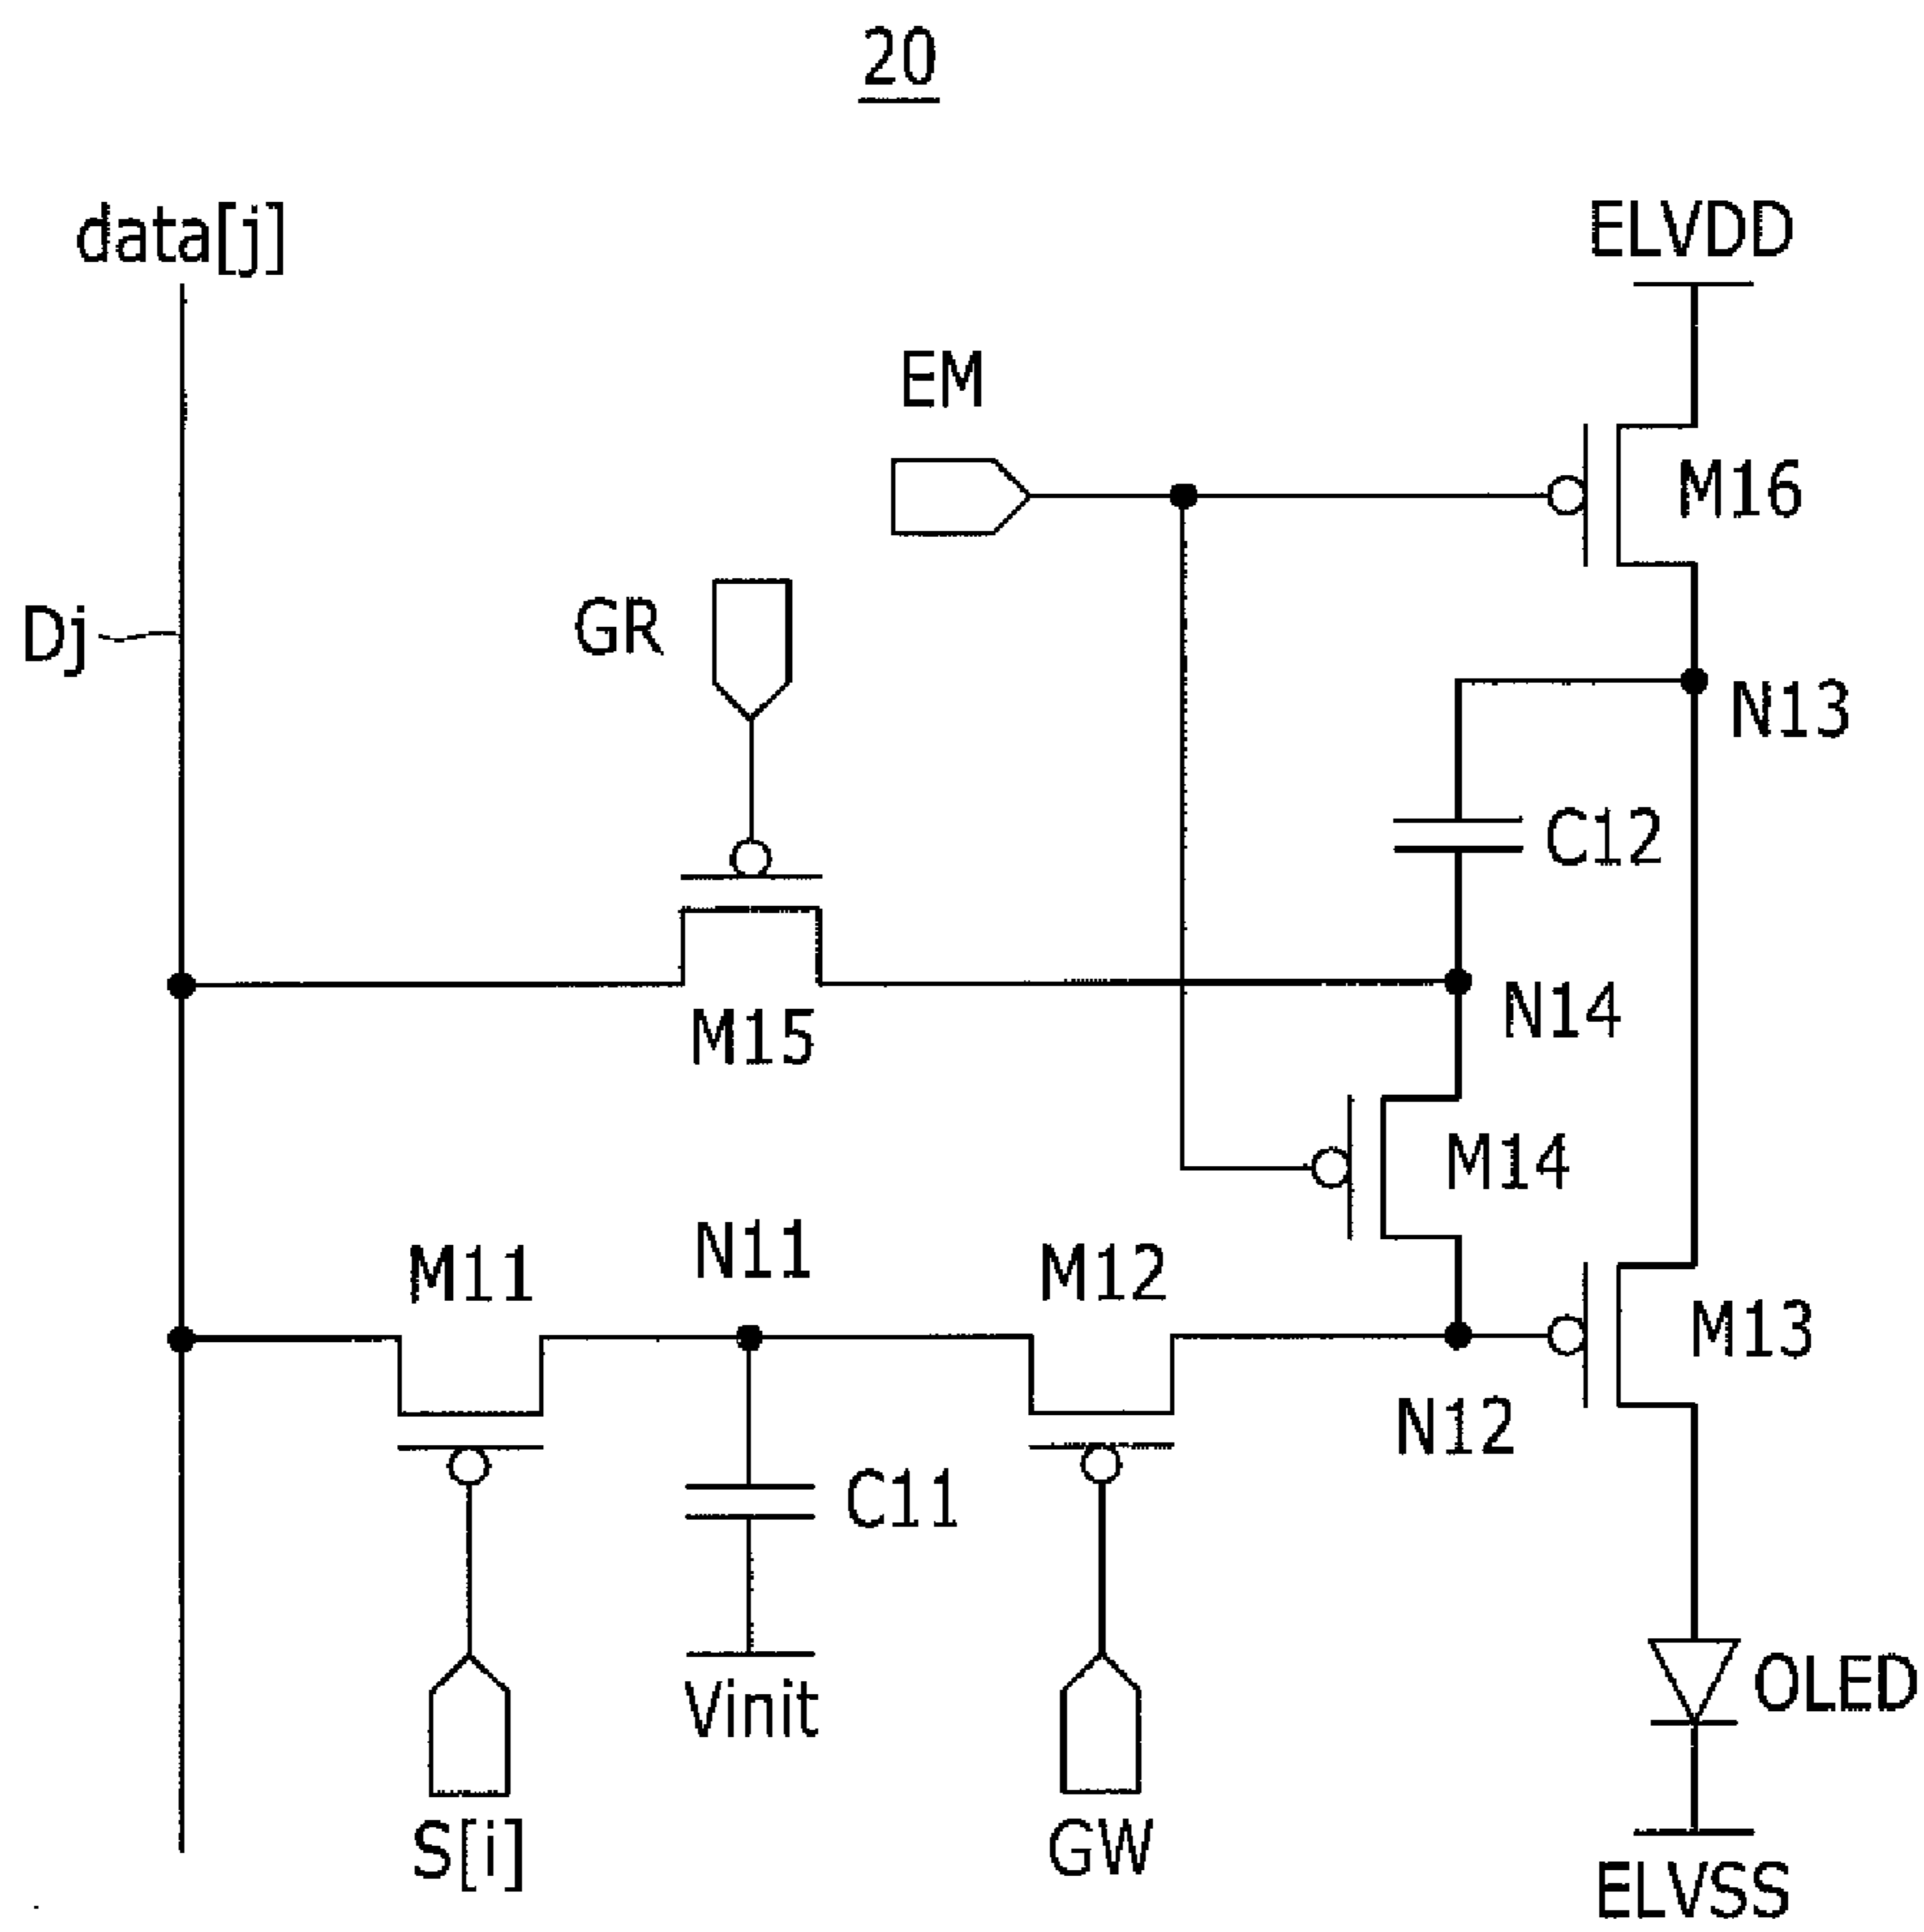 20
data[j]
ELVDD
EM
M16
GR
Dj
N13
C12
N14
M15
M14
N11
M11
M12
M13
N12
C11
OLED
Vinit
S[i]
GW
ELVSS